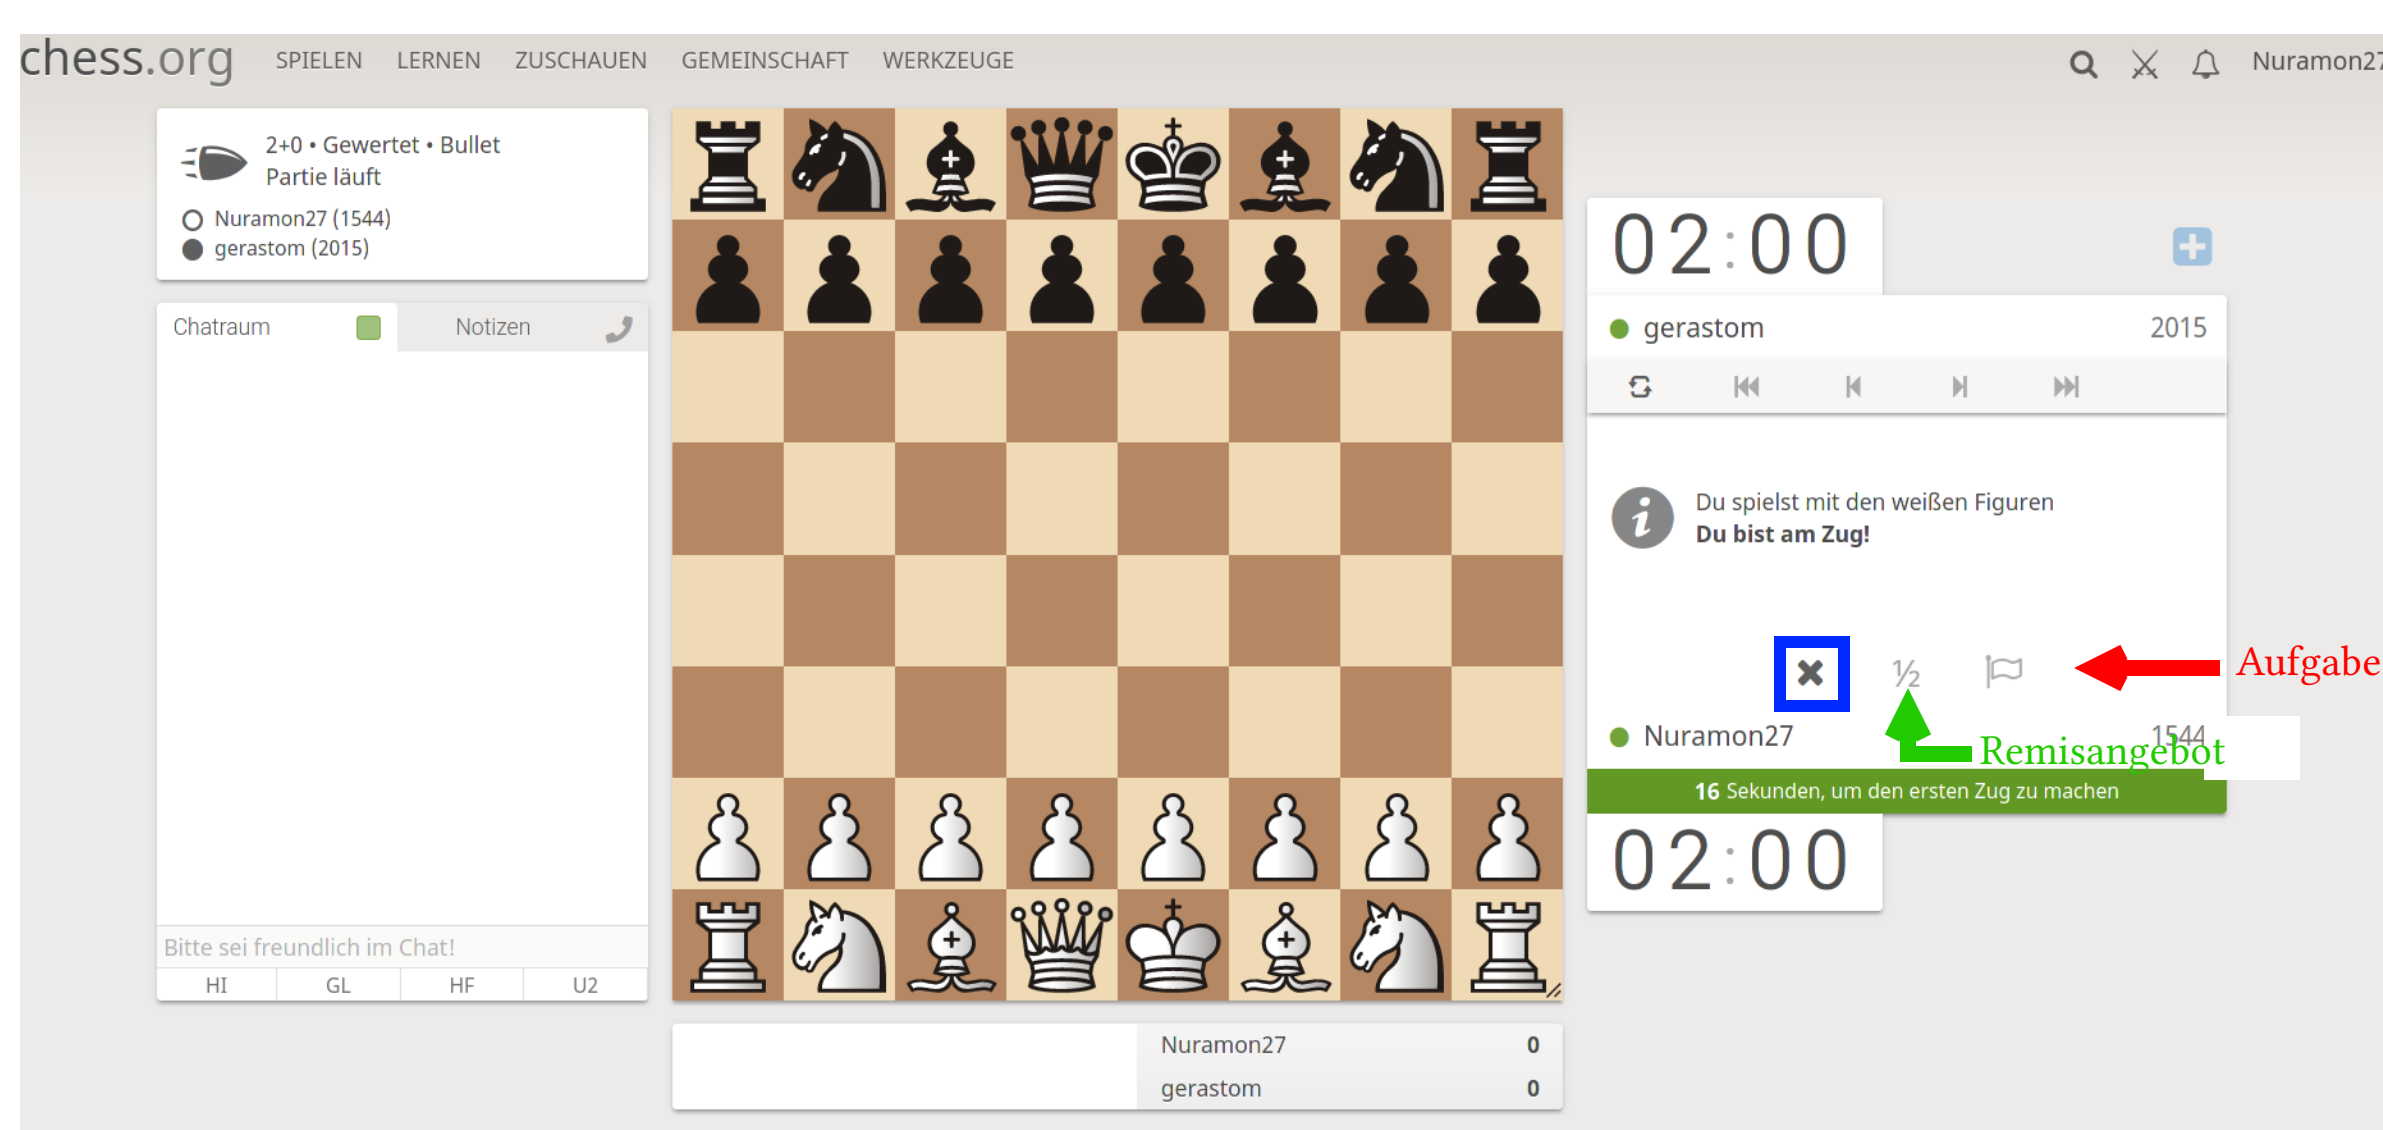 chess.org SPIELEN LERNEN ZUSCHAUEN GEMEINSCHAFT WERKZEUGE Nuramon27
2+0 • Gewertet • Bullet
Partie läuft
Nuramon27 (1544)
gerastom (2015)
Chatraum Notizen
Bitte sei freundlich im Chat!
HI GL HF U2
02:00
gerastom 2015
Du spielst mit den weißen Figuren
Du bist am Zug!
½
Aufgabe
Nuramon27 1544
Remisangebot
16 Sekunden, um den ersten Zug zu machen
02:00
Nuramon27 0
gerastom 0